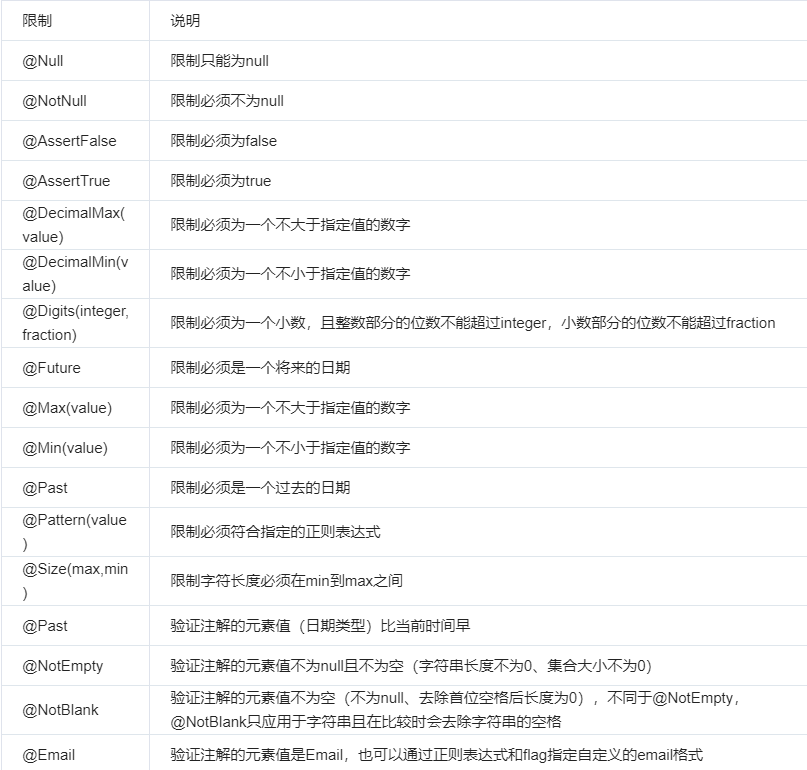 限制 说明
@Null 限制只能为null
@NotNull 限制必须不为null
@AssertFalse 限制必须为false
@AssertTrue 限制必须为true
@DecimalMax(
value) 限制必须为一个不大于指定值的数字
@DecimalMin(v
alue) 限制必须为一个不小于指定值的数字
@Digits(integer,
fraction) 限制必须为一个小数，且整数部分的位数不能超过integer，小数部分的位数不能超过fraction
@Future 限制必须是一个将来的日期
@Max(value) 限制必须为一个不大于指定值的数字
@Min(value) 限制必须为一个不小于指定值的数字
@Past 限制必须是一个过去的日期
@Pattern(value
) 限制必须符合指定的正则表达式
@Size(max,min
) 限制字符长度必须在min到max之间
@Past 验证注解的元素值（日期类型）比当前时间早
@NotEmpty 验证注解的元素值不为null且不为空（字符串长度不为0、集合大小不为0）
@NotBlank 验证注解的元素值不为空（不为null、去除首位空格后长度为0），不同于@NotEmpty，
@NotBlank只应用于字符串且在比较时会去除字符串的空格
@Email 验证注解的元素值是Email，也可以通过正则表达式和flag指定自定义的email格式